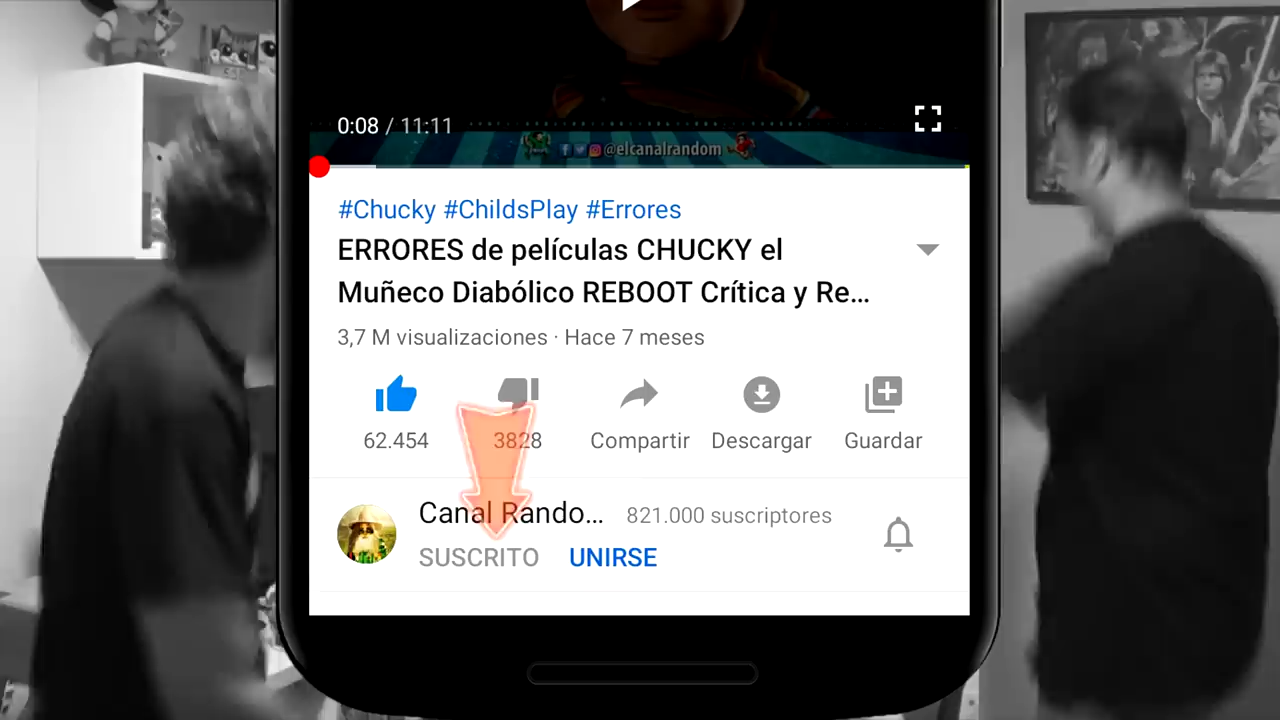 0:08 / 11:11
@elcanalrandom
#Chucky #ChildsPlay #Errores
ERRORES de películas CHUCKY el
Muñeco Diabólico REBOOT Crítica y Re...
3,7 M visualizaciones · Hace 7 meses
62.454 3828 Compartir Descargar Guardar
Canal Rando... 821.000 suscriptores
SUSCRITO UNIRSE